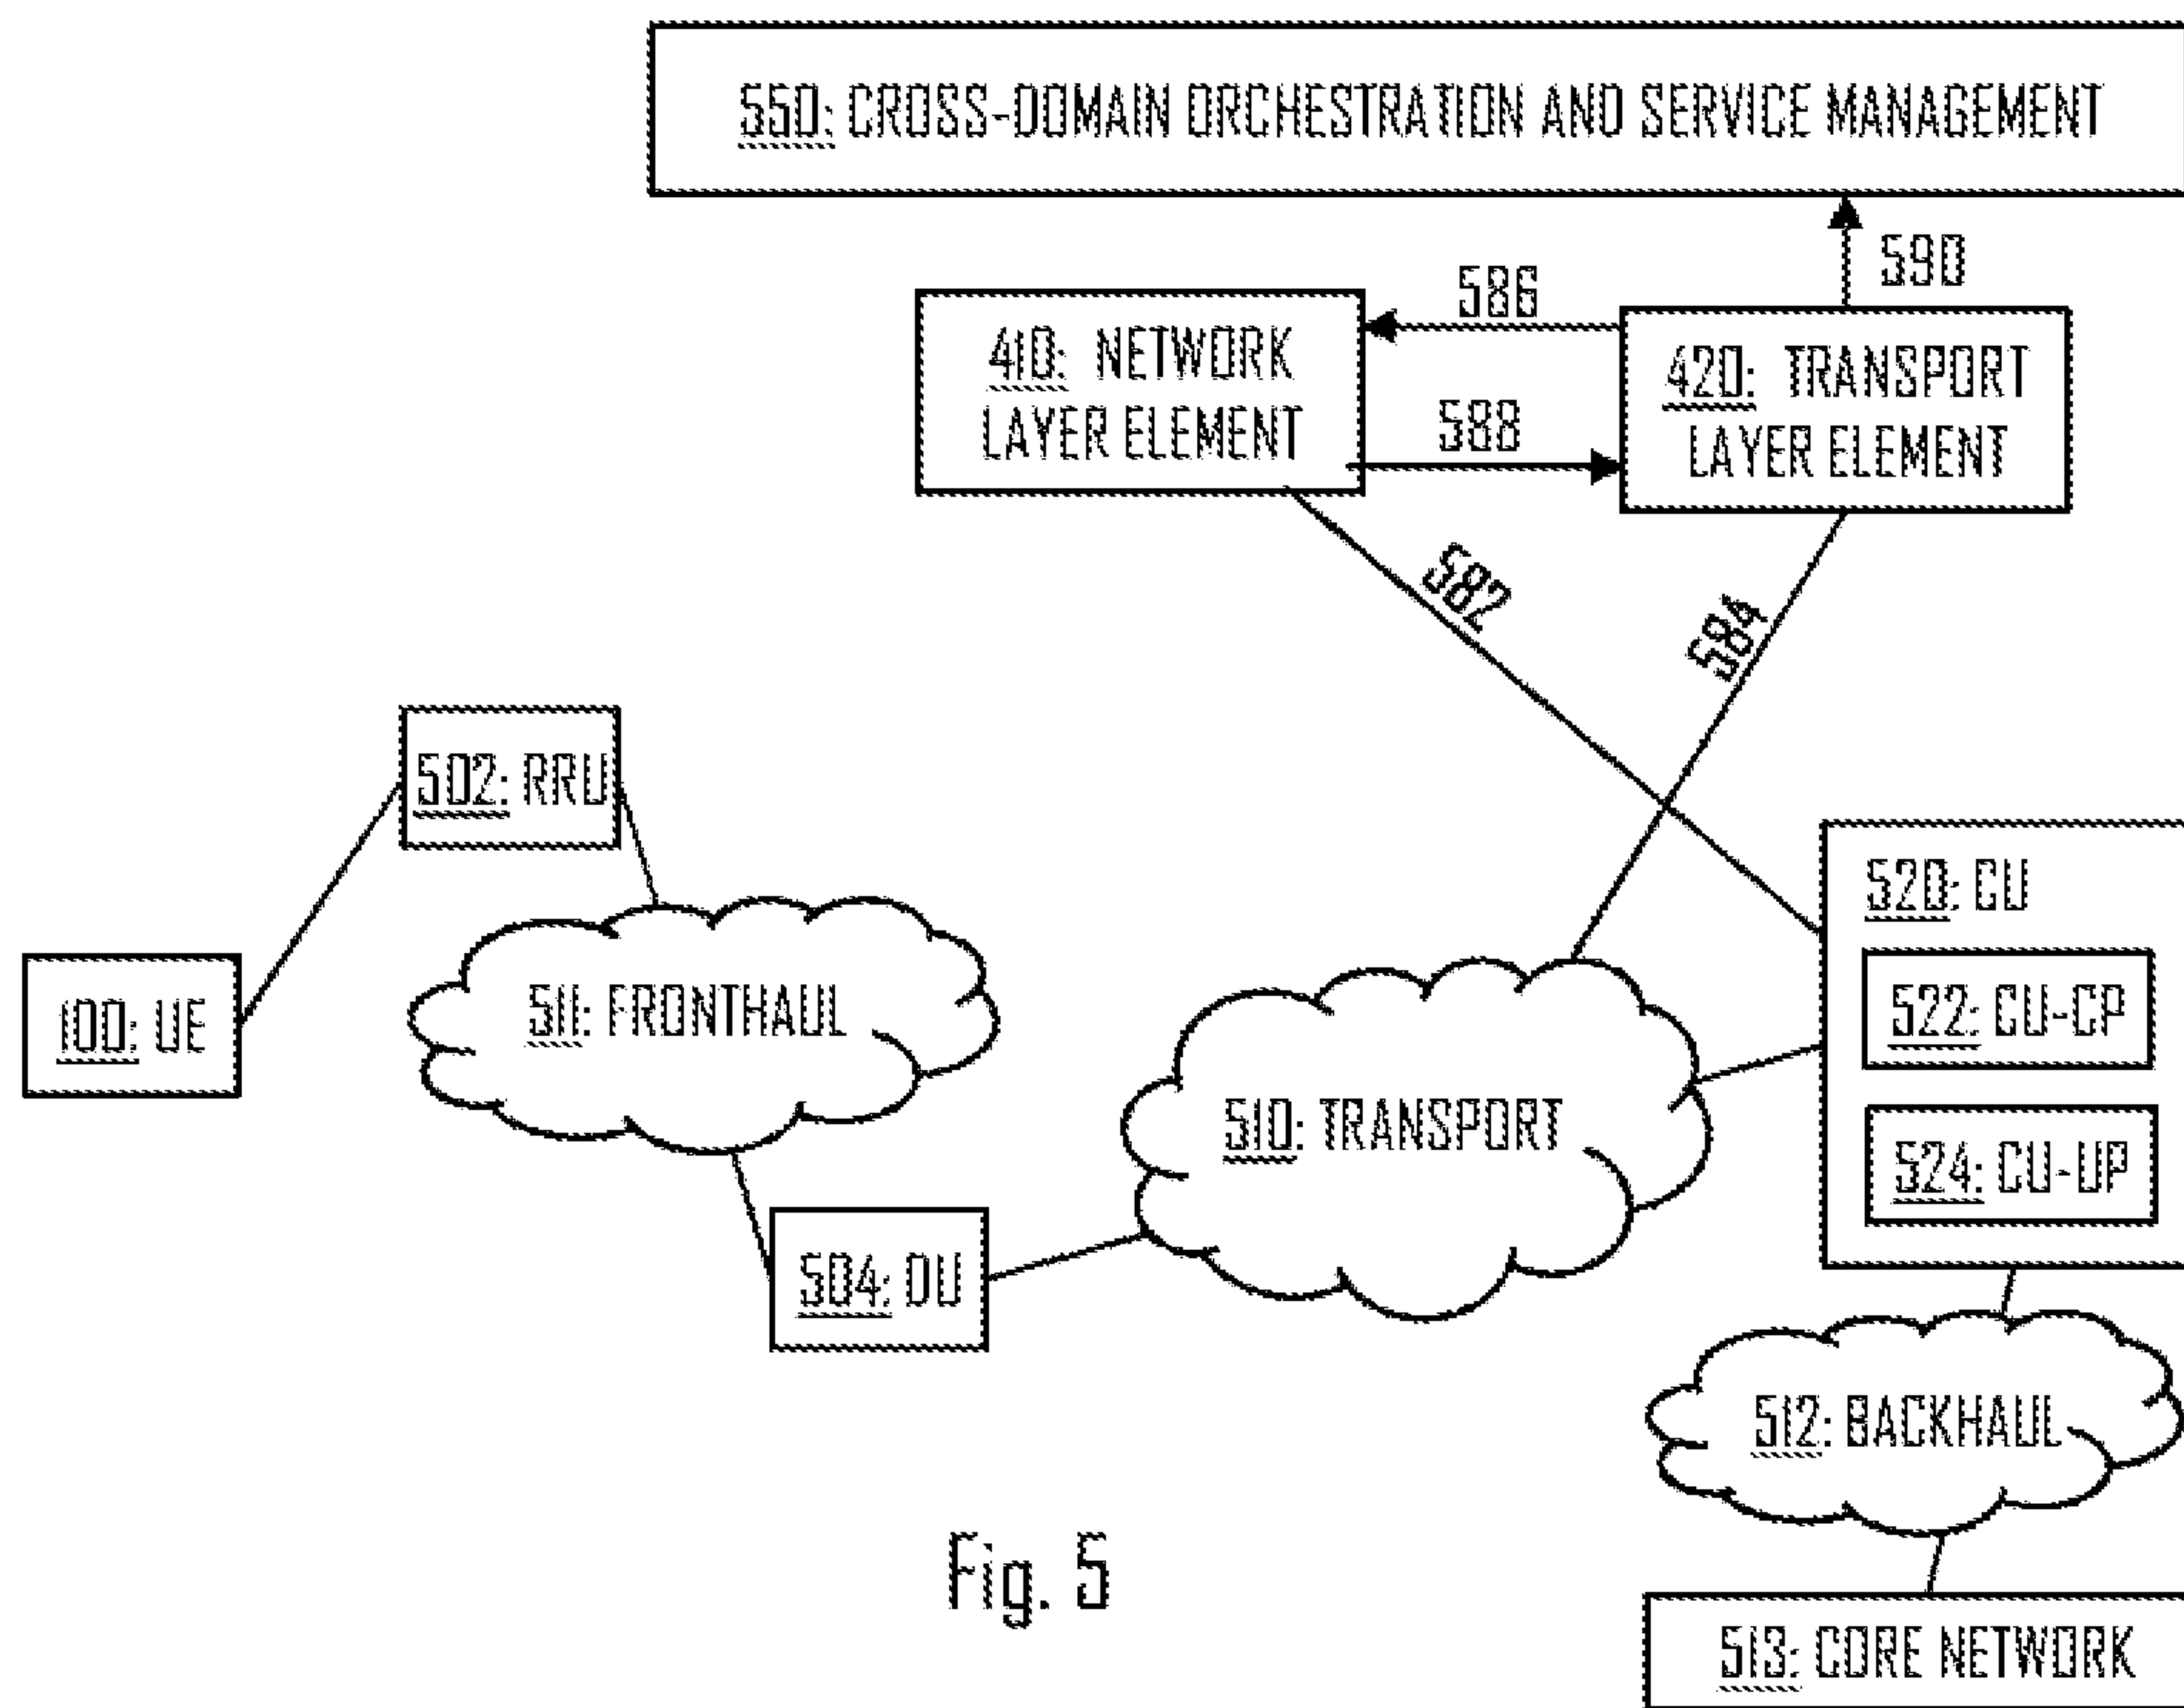 550: CROSS-DOMAIN ORCHESTRATION AND SERVICE MANAGEMENT
590
586
410: NETWORK
LAYER ELEMENT
420: TRANSPORT
LAYER ELEMENT
588
582
584
502: RRU
520: CU
522: CU-CP
511: FRONTHAUL
100: UE
510: TRANSPORT
524: CU-UP
504: DU
512: BACKHAUL
Fig. 5
513: CORE NETWORK